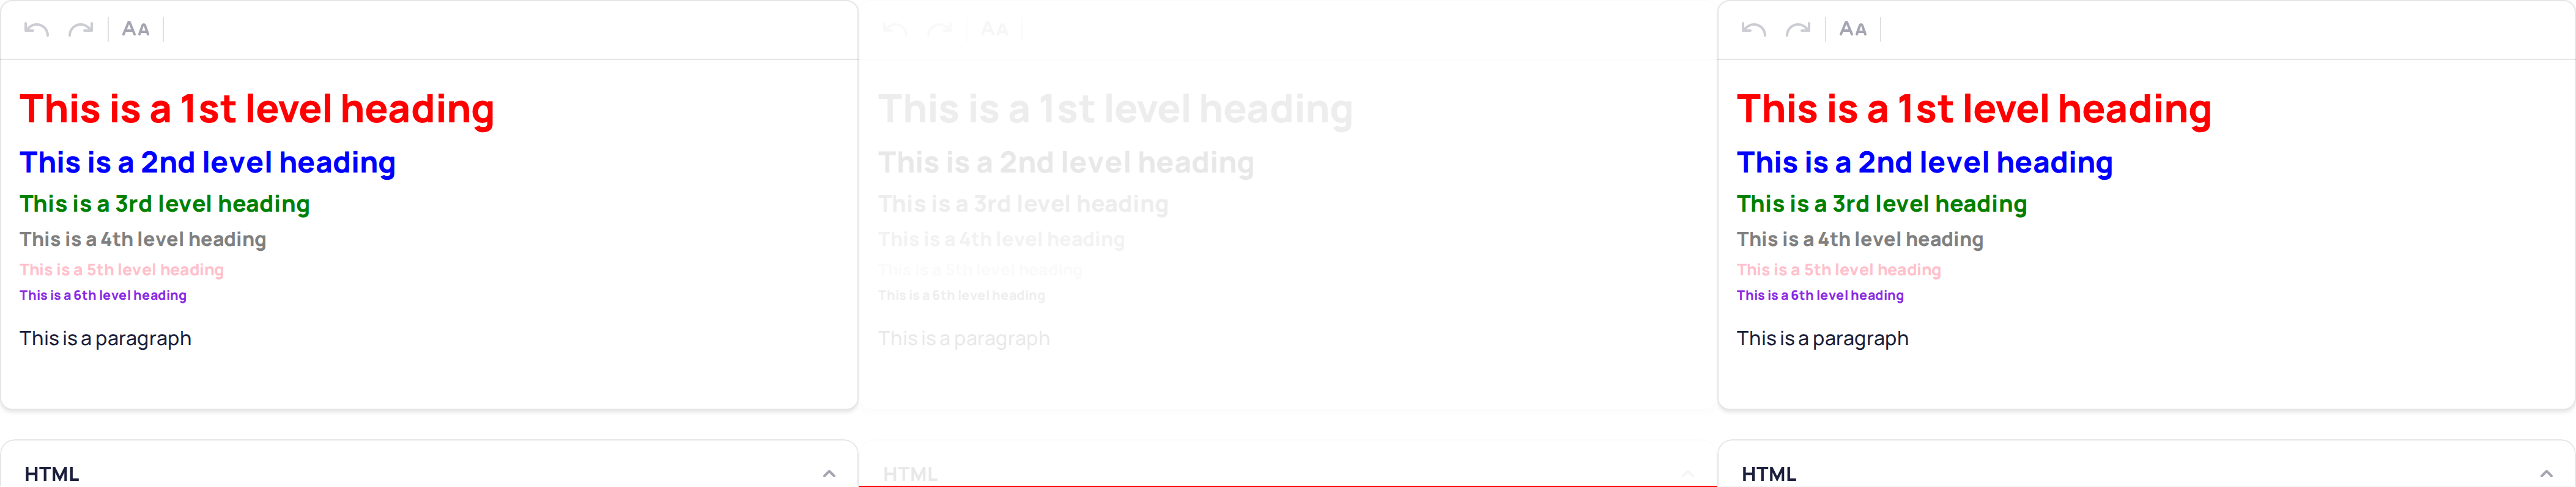 AA
This is a 1st level heading
This is a 2nd level heading
This is a 3rd level heading
This is a 4th level heading
This is a 5th level heading
This is a 6th level heading
This is a paragraph
HTML
AA
This is a 1st level heading
This is a 2nd level heading
This is a 3rd level heading
This is a 4th level heading
This is a 5th level heading
This is a 6th level heading
This is a paragraph
HTML
AA
This is a 1st level heading
This is a 2nd level heading
This is a 3rd level heading
This is a 4th level heading
This is a 5th level heading
This is a 6th level heading
This is a paragraph
HTML